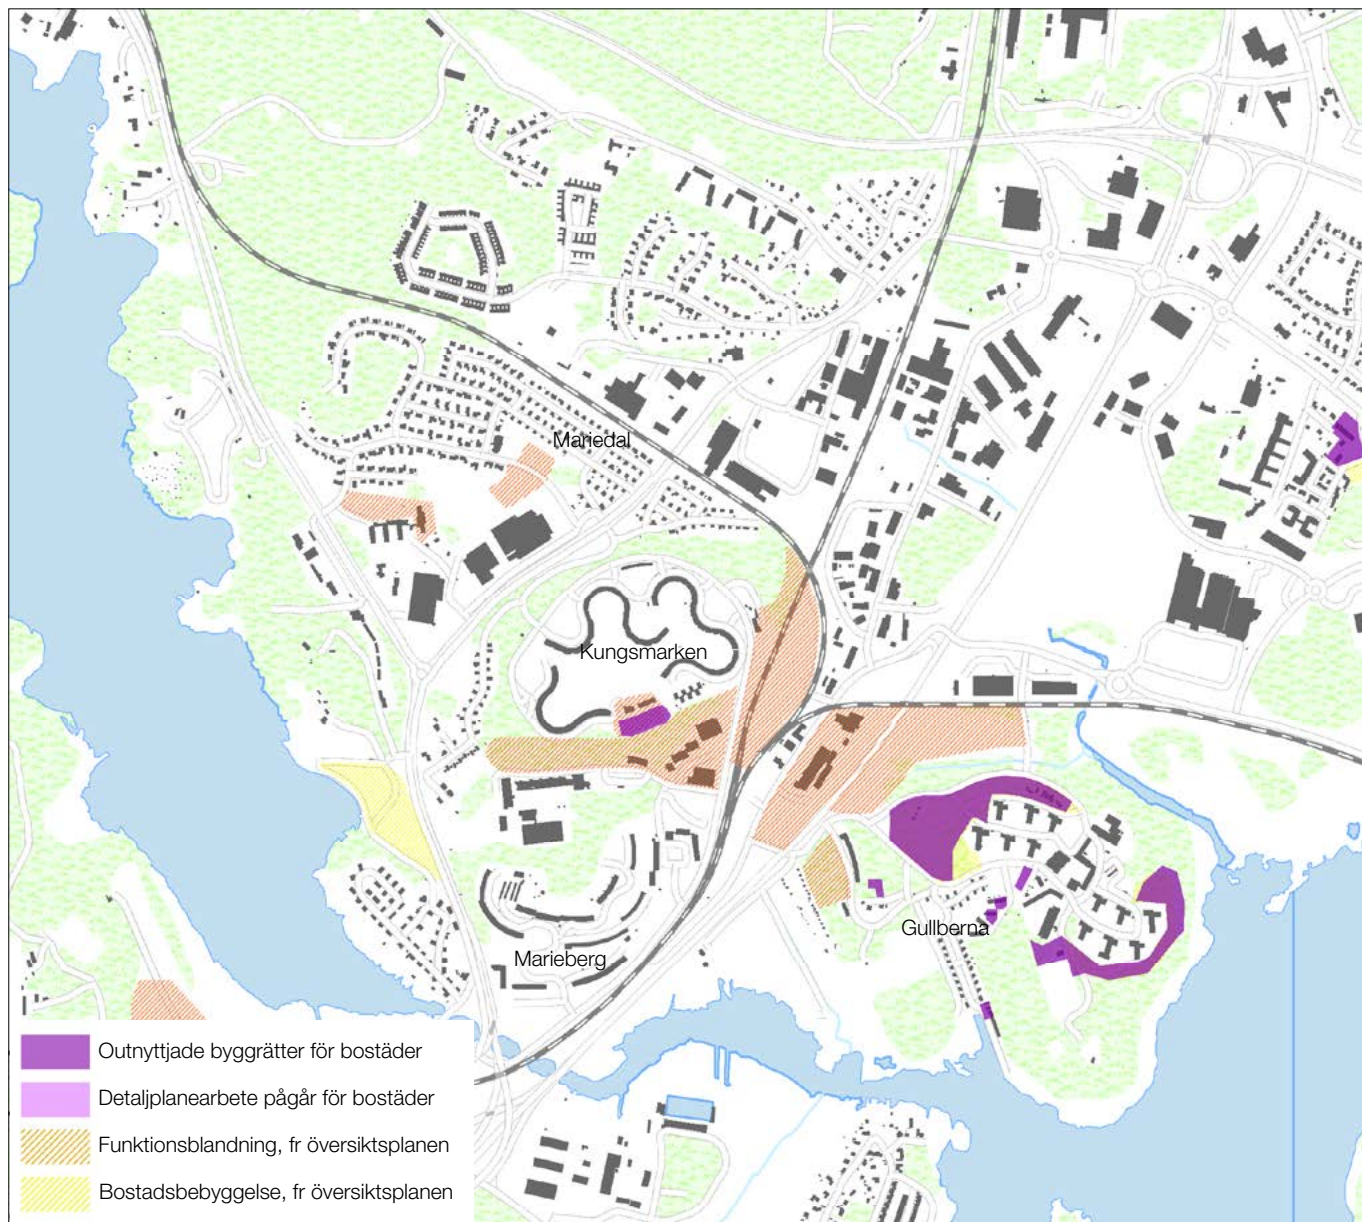 Mariedal
Kungsmarken
Gullberna
Marieberg
Outnyttjade byggrätter för bostäder
Detaljplanearbete pågår för bostäder
Funktionsblandning, fr översiktsplanen
Bostadsbebyggelse, fr översiktsplanen